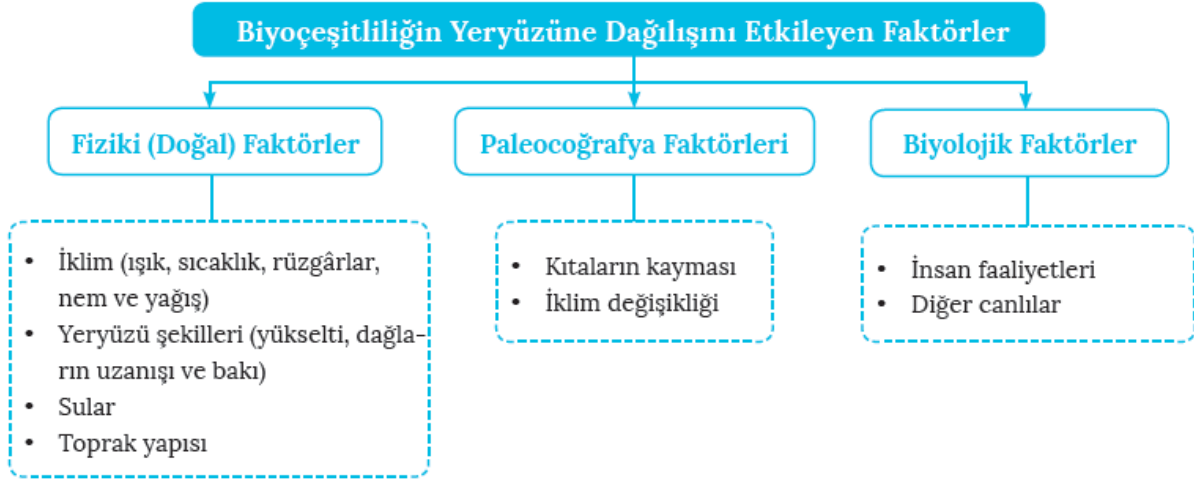 Biyoçeşitliliğin Yeryüzüne Dağılışını Etkileyen Faktörler
Fiziki (Doğal) Faktörler
• İklim (ışık, sıcaklık, rüzgârlar,
nem ve yağış)
• Yeryüzü şekilleri (yükselti, dağla-
rın uzanışı ve bakı)
• Sular
• Toprak yapısı
Paleocoğrafya Faktörleri
• Kıtaların kayması
• İklim değişikliği
Biyolojik Faktörler
• İnsan faaliyetleri
• Diğer canlılar